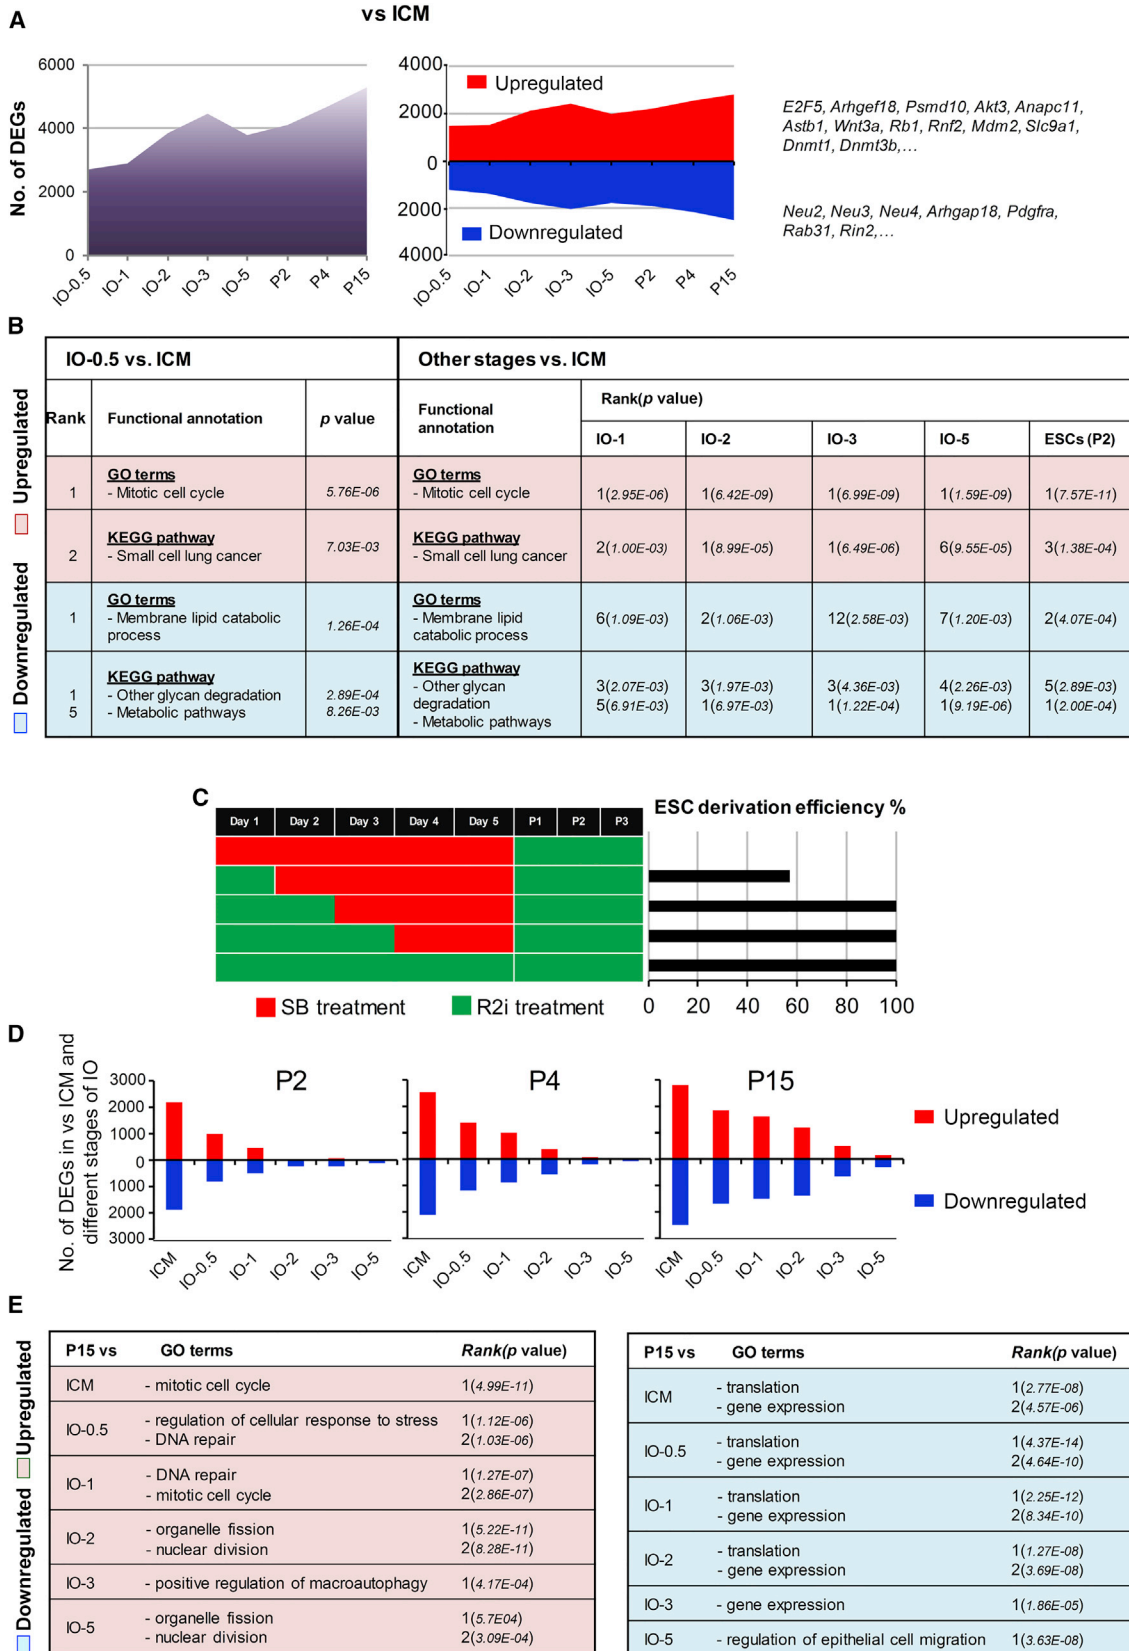 A
vs ICM
No. of DEGs
6000
4000
2000
0
IO-0.5
IO-1
IO-2
IO-3
IO-5
P2
P4
P15
4000
2000
0
2000
4000
Upregulated
Downregulated
IO-0.5
IO-1
IO-2
IO-3
IO-5
P2
P4
P15
E2F5, Arhgef18, Psmd10, Akt3, Anapc11,
Astb1, Wnt3a, Rb1, Rnf2, Mdm2, Slc9a1,
Dnmt1, Dnmt3b,...
Neu2, Neu3, Neu4, Arhgap18, Pdgfra,
Rab31, Rin2,...
B
Upregulated
Downregulated
IO-0.5 vs. ICM
Other stages vs. ICM
Rank
Functional annotation
p value
Functional
annotation
Rank(p value)
IO-1 IO-2 IO-3 IO-5 ESCs (P2)
1
GO terms
- Mitotic cell cycle
5.76E-06
GO terms
- Mitotic cell cycle
1(2.95E-06) 1(6.42E-09) 1(6.99E-09) 1(1.59E-09) 1(7.57E-11)
2
KEGG pathway
- Small cell lung cancer
7.03E-03
KEGG pathway
- Small cell lung cancer
2(1.00E-03) 1(8.99E-05) 1(6.49E-06) 6(9.55E-05) 3(1.38E-04)
1
GO terms
- Membrane lipid catabolic
process
1.26E-04
GO terms
- Membrane lipid
catabolic process
6(1.09E-03) 2(1.06E-03) 12(2.58E-03) 7(1.20E-03) 2(4.07E-04)
KEGG pathway
1 - Other glycan degradation 2.89E-04
5 - Metabolic pathways 8.26E-03
KEGG pathway
- Other glycan
degradation
- Metabolic pathways
3(2.07E-03) 3(1.97E-03) 3(4.36E-03) 4(2.26E-03) 5(2.89E-03)
5(6.91E-03) 1(6.97E-03) 1(1.22E-04) 1(9.19E-06) 1(2.00E-04)
C
Day 1 Day 2 Day 3 Day 4 Day 5 P1 P2 P3
ESC derivation efficiency %
0 20 40 60 80 100
SB treatment
R2i treatment
D
No. of DEGs in vs ICM and
different stages of IO
3000
2000
1000
0
1000
2000
3000
P2
P4
P15
Upregulated
Downregulated
ICM
IO-0.5
IO-1
IO-2
IO-3
IO-5
ICM
IO-0.5
IO-1
IO-2
IO-3
IO-5
ICM
IO-0.5
IO-1
IO-2
IO-3
IO-5
E
Upregulated
Downregulated
P15 vs GO terms Rank(p value)
ICM - mitotic cell cycle 1(4.99E-11)
IO-0.5
- regulation of cellular response to stress 1(1.12E-06)
- DNA repair 2(1.03E-06)
IO-1
- DNA repair 1(1.27E-07)
- mitotic cell cycle 2(2.86E-07)
IO-2
- organelle fission 1(5.22E-11)
- nuclear division 2(8.28E-11)
IO-3 - positive regulation of macroautophagy 1(4.17E-04)
IO-5
- organelle fission 1(5.7E04)
- nuclear division 2(3.09E-04)
P15 vs GO terms Rank(p value)
ICM
- translation 1(2.77E-08)
- gene expression 2(4.57E-06)
IO-0.5
- translation 1(4.37E-14)
- gene expression 2(4.64E-10)
IO-1
- translation 1(2.25E-12)
- gene expression 2(8.34E-10)
IO-2
- translation 1(1.27E-08)
- gene expression 2(3.69E-08)
IO-3 - gene expression 1(1.86E-05)
IO-5 - regulation of epithelial cell migration 1(3.63E-08)